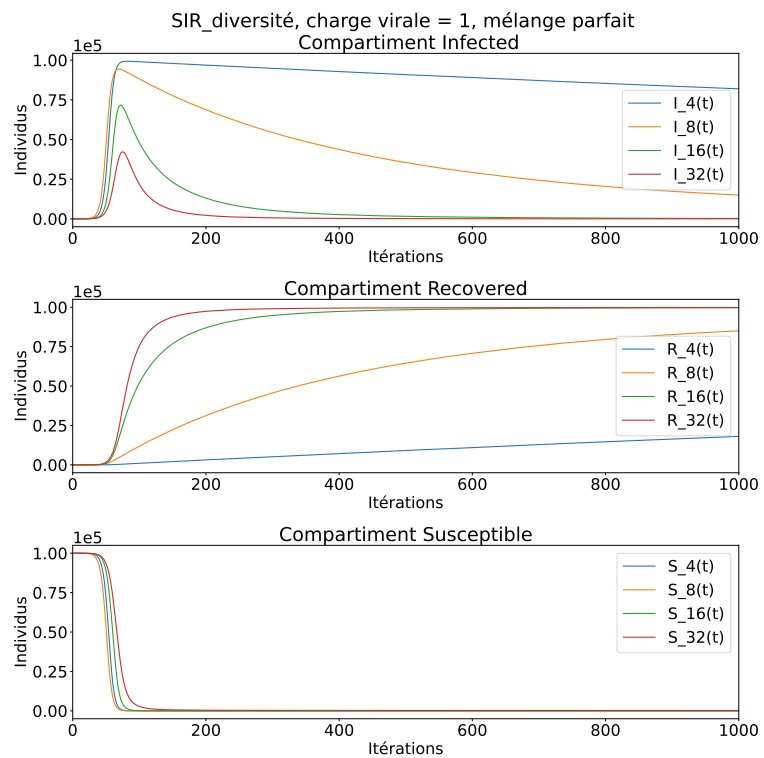 SIR_diversité, charge virale = 1, mélange parfait
Compartiment Infected
1e5
1.00
0.75
0.50
0.25
0.00
Individus
I_4(t)
I_8(t)
I_16(t)
I_32(t)
0 200 400 600 800 1000
Itérations
Compartiment Recovered
1e5
1.00
0.75
0.50
0.25
0.00
Individus
R_4(t)
R_8(t)
R_16(t)
R_32(t)
0 200 400 600 800 1000
Itérations
Compartiment Susceptible
1e5
1.00
0.75
0.50
0.25
0.00
Individus
S_4(t)
S_8(t)
S_16(t)
S_32(t)
0 200 400 600 800 1000
Itérations